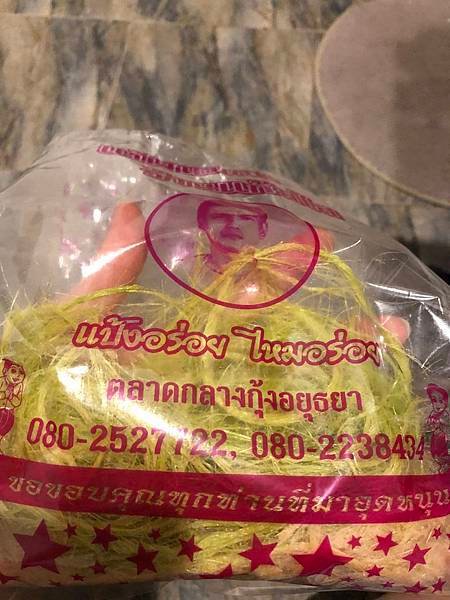 แป้งอร่อย ไหมอร่อย
ตลาดกลางกุ้งอยุธยา
080-2527722, 080-2238434
ขอขอบคุณทุกท่านที่มาอุดหนุน